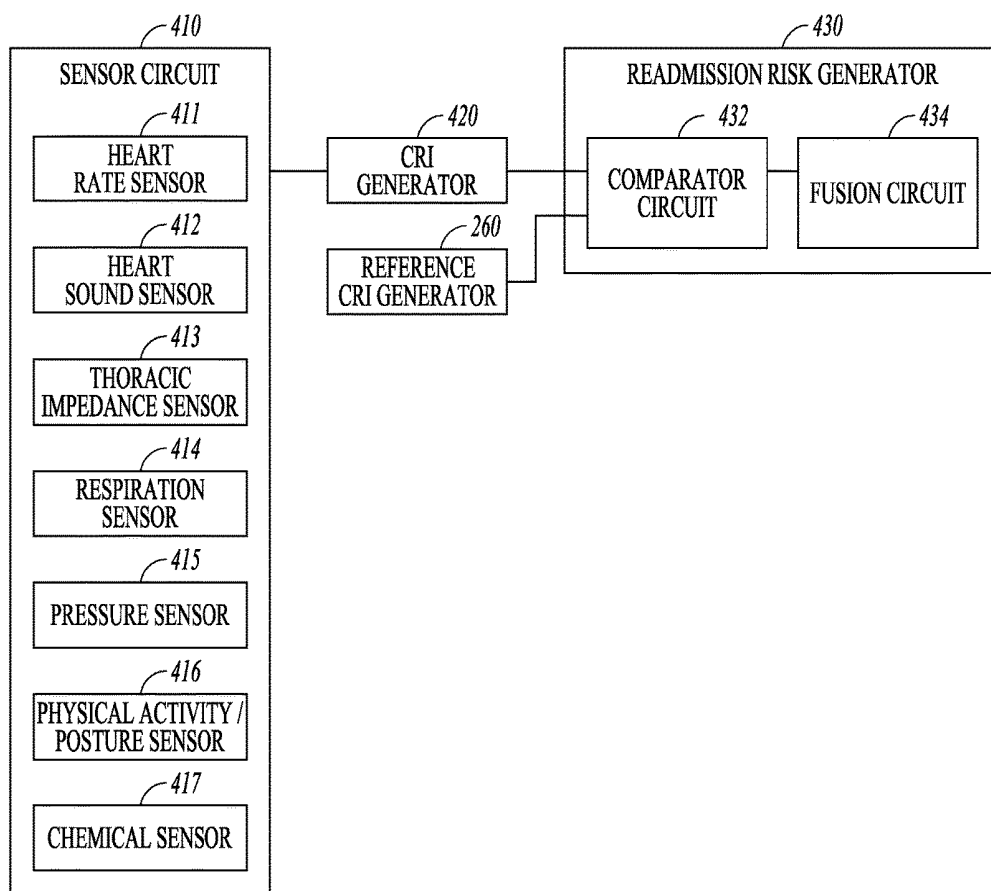 410
SENSOR CIRCUIT
411
HEART
RATE SENSOR
412
HEART
SOUND SENSOR
413
THORACIC
IMPEDANCE SENSOR
414
RESPIRATION
SENSOR
415
PRESSURE SENSOR
416
PHYSICAL ACTIVITY /
POSTURE SENSOR
417
CHEMICAL SENSOR
420
CRI
GENERATOR
260
REFERENCE
CRI GENERATOR
430
READMISSION RISK GENERATOR
432
COMPARATOR
CIRCUIT
434
FUSION CIRCUIT